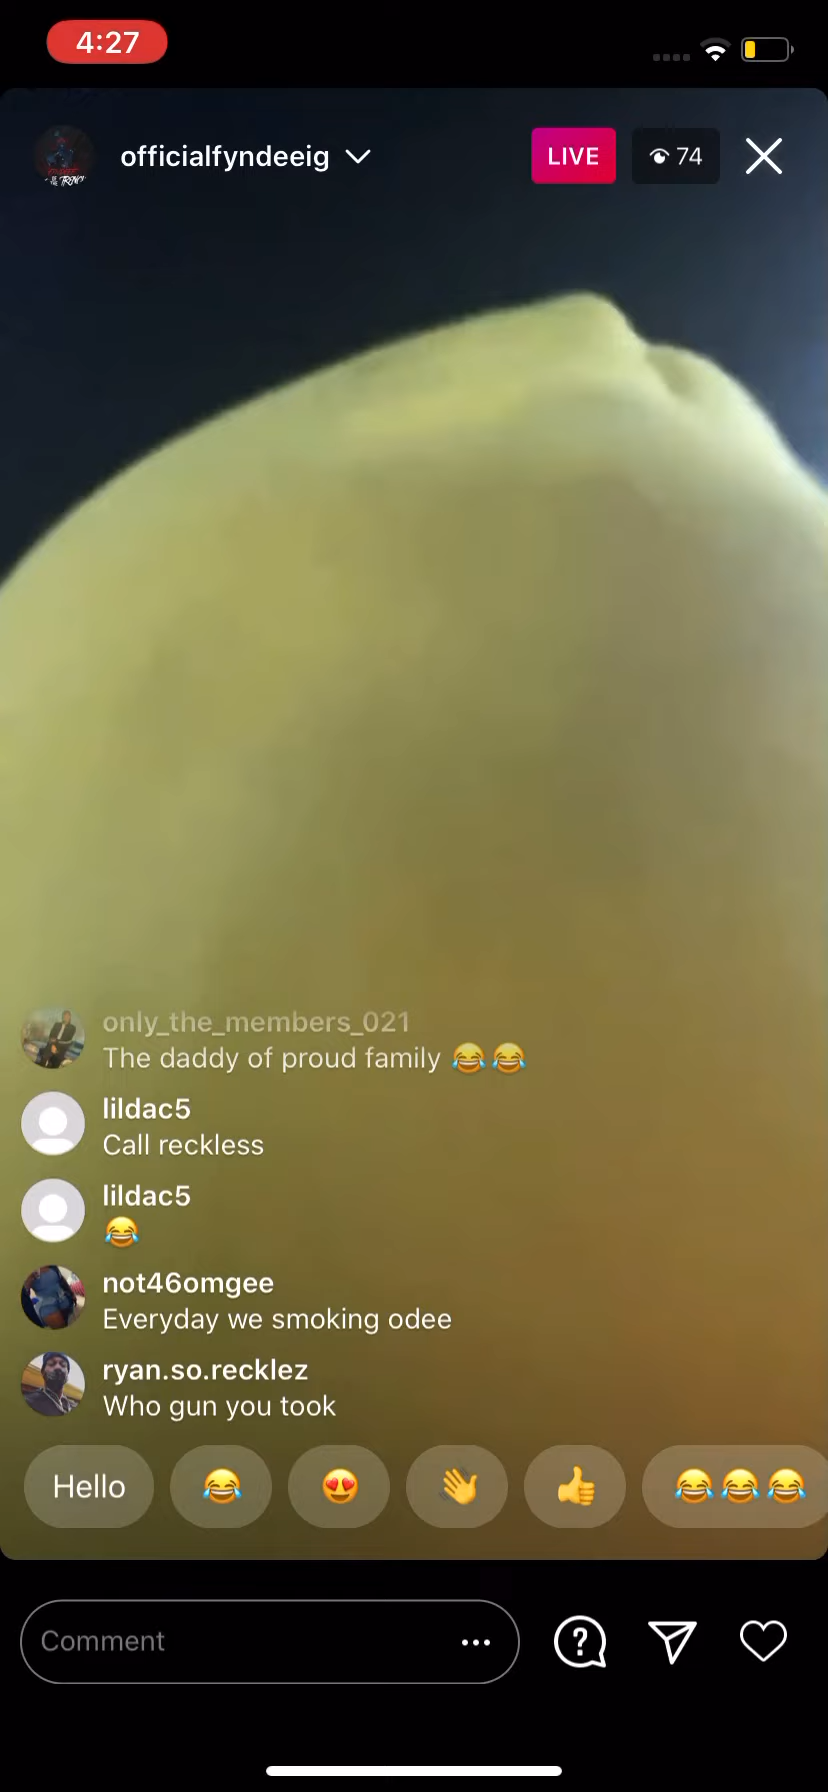 4:27
officialfyndeeig
LIVE
74
only_the_members_021
The daddy of proud family 😂😂
lildac5
Call reckless
lildac5
😂
not46omgee
Everyday we smoking odee
ryan.so.recklez
Who gun you took
Hello 😂 😍 👋 👍 😂😂😂
Comment